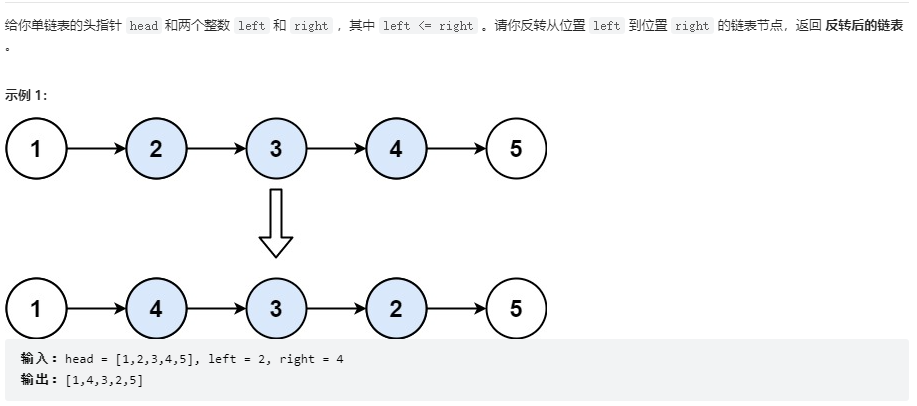 给你单链表的头指针 head 和两个整数 left 和 right ，其中 left <= right 。请你反转从位置 left 到位置 right 的链表节点，返回 反转后的链表
。
示例 1：
1 2 3 4 5
1 4 3 2 5
输入：head = [1,2,3,4,5], left = 2, right = 4
输出：[1,4,3,2,5]